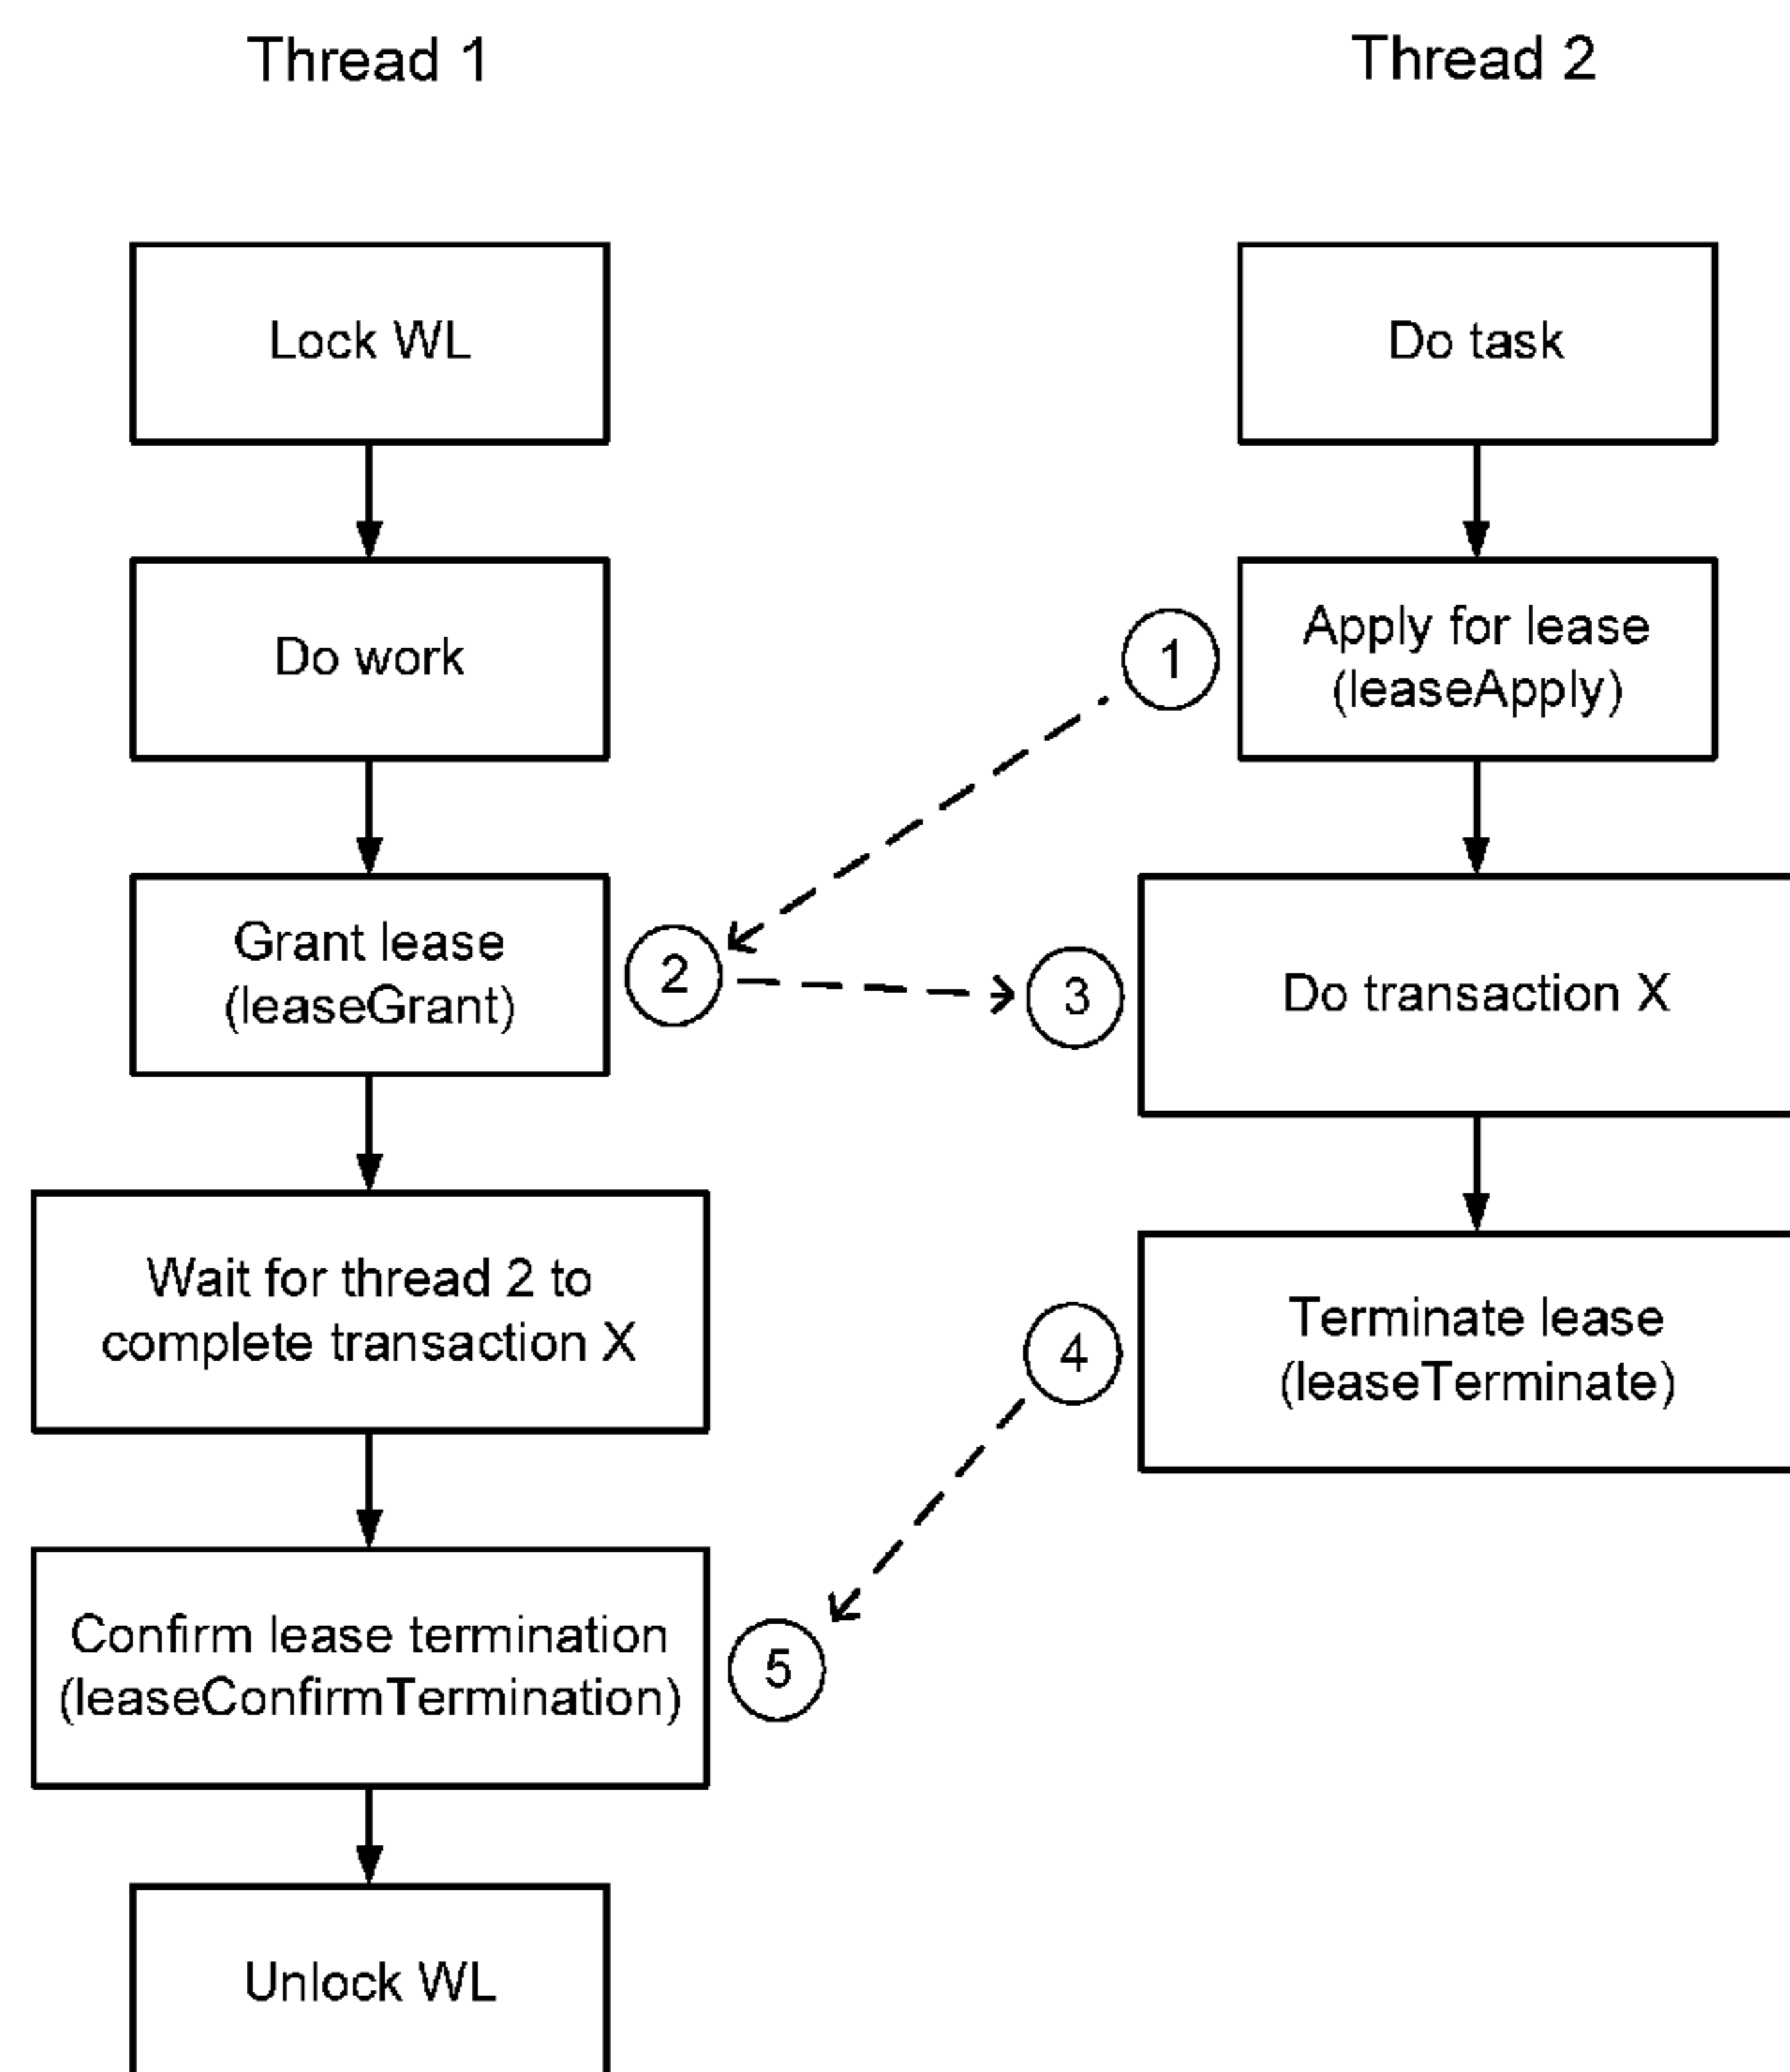 Thread 1
Thread 2
Lock WL
Do work
Grant lease
(leaseGrant)
Wait for thread 2 to
complete transaction X
Confirm lease termination
(leaseConfirmTermination)
Unlock WL
Do task
Apply for lease
(leaseApply)
Do transaction X
Terminate lease
(leaseTerminate)
1
2
3
4
5